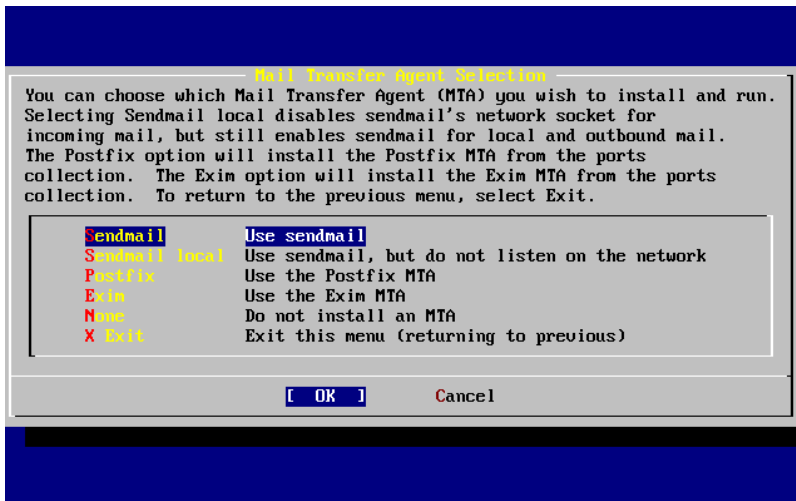 Mail Transfer Agent Selection
You can choose which Mail Transfer Agent (MTA) you wish to install and run.
Selecting Sendmail local disables sendmail's network socket for
incoming mail, but still enables sendmail for local and outbound mail.
The Postfix option will install the Postfix MTA from the ports
collection.  The Exim option will install the Exim MTA from the ports
collection.  To return to the previous menu, select Exit.
Sendmail Use sendmail
Sendmail local Use sendmail, but do not listen on the network
Postfix Use the Postfix MTA
Exim Use the Exim MTA
None Do not install an MTA
X Exit Exit this menu (returning to previous)
[ OK ] Cancel